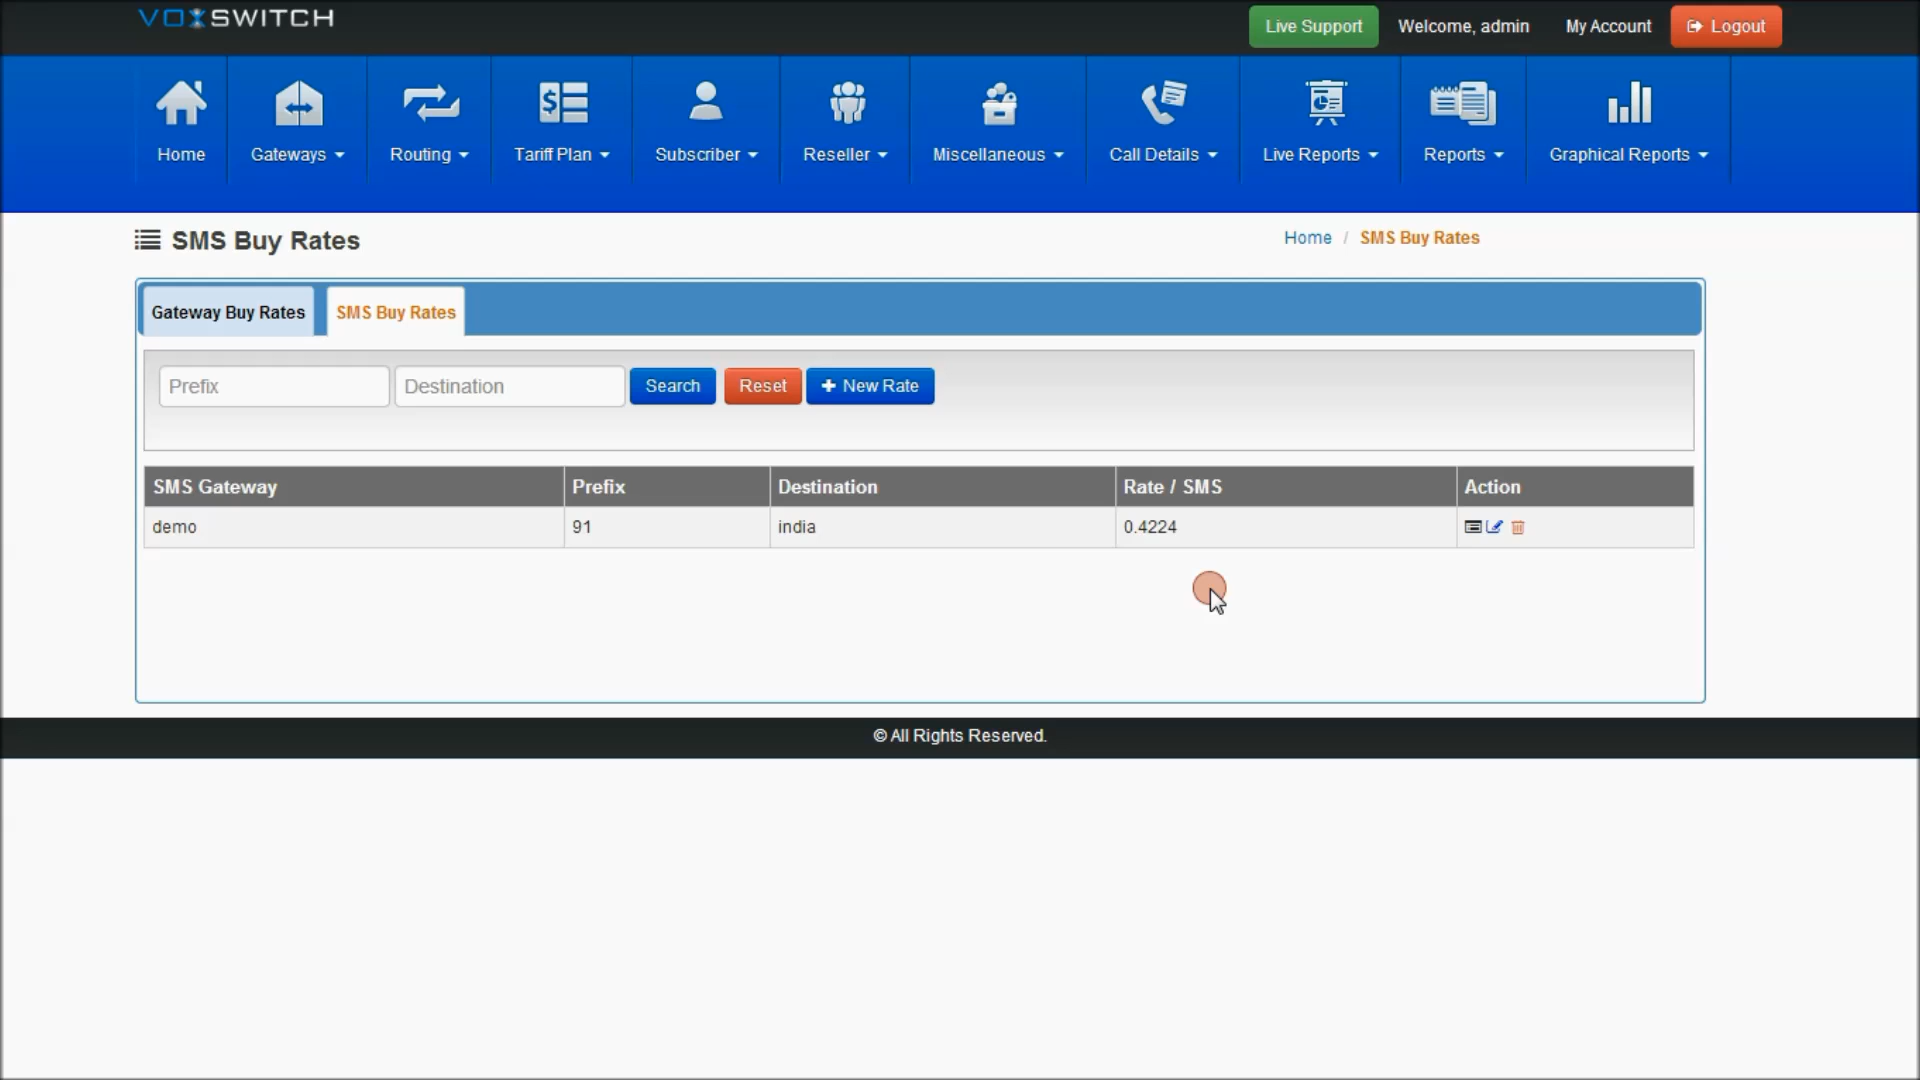 VOXSWITCH
Live Support Welcome, admin My Account Logout
Home Gateways Routing Tariff Plan Subscriber Reseller Miscellaneous Call Details Live Reports Reports Graphical Reports
SMS Buy Rates
Home / SMS Buy Rates
Gateway Buy Rates SMS Buy Rates
Prefix Destination Search Reset New Rate
SMS Gateway Prefix Destination Rate / SMS Action
demo 91 india 0.4224
© All Rights Reserved.